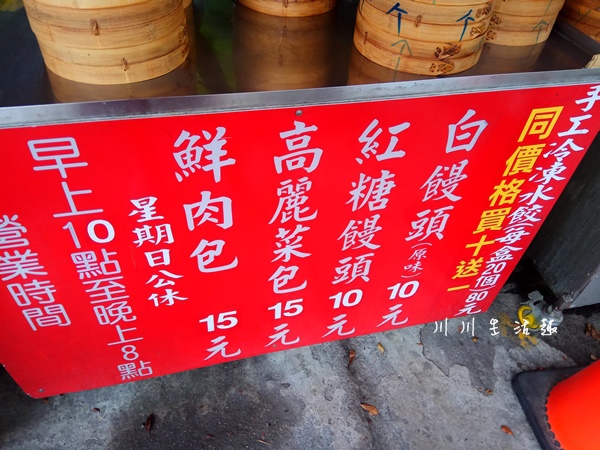 手工冷凍水餃(每盒20個)80元
同價格買十送一
白饅頭(原味)10元
紅糖饅頭10元
高麗菜包15元
鮮肉包15元
星期日公休
早上10點至晚上8點
營業時間
川川生活趣